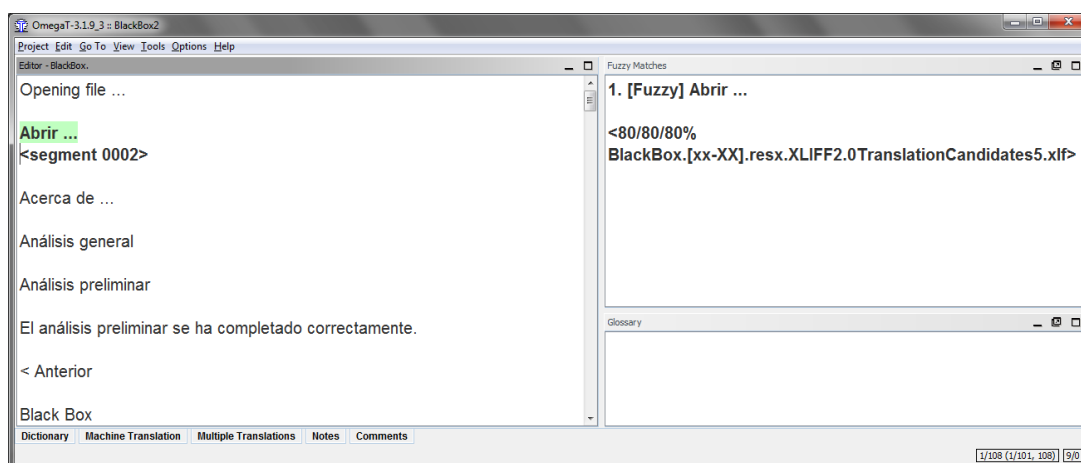 OmegaT-3.1.9_3 :: BlackBox2
Project Edit Go To View Tools Options Help
Editor - BlackBox.
Opening file ...
Abrir ...
<segment 0002>
Acerca de ...
Análisis general
Análisis preliminar
El análisis preliminar se ha completado correctamente.
< Anterior
Black Box
Fuzzy Matches
1. [Fuzzy] Abrir ...
<80/80/80%
BlackBox.[xx-XX].resx.XLIFF2.0TranslationCandidates5.xlf>
Glossary
Dictionary Machine Translation Multiple Translations Notes Comments
1/108 (1/101, 108) 9/0